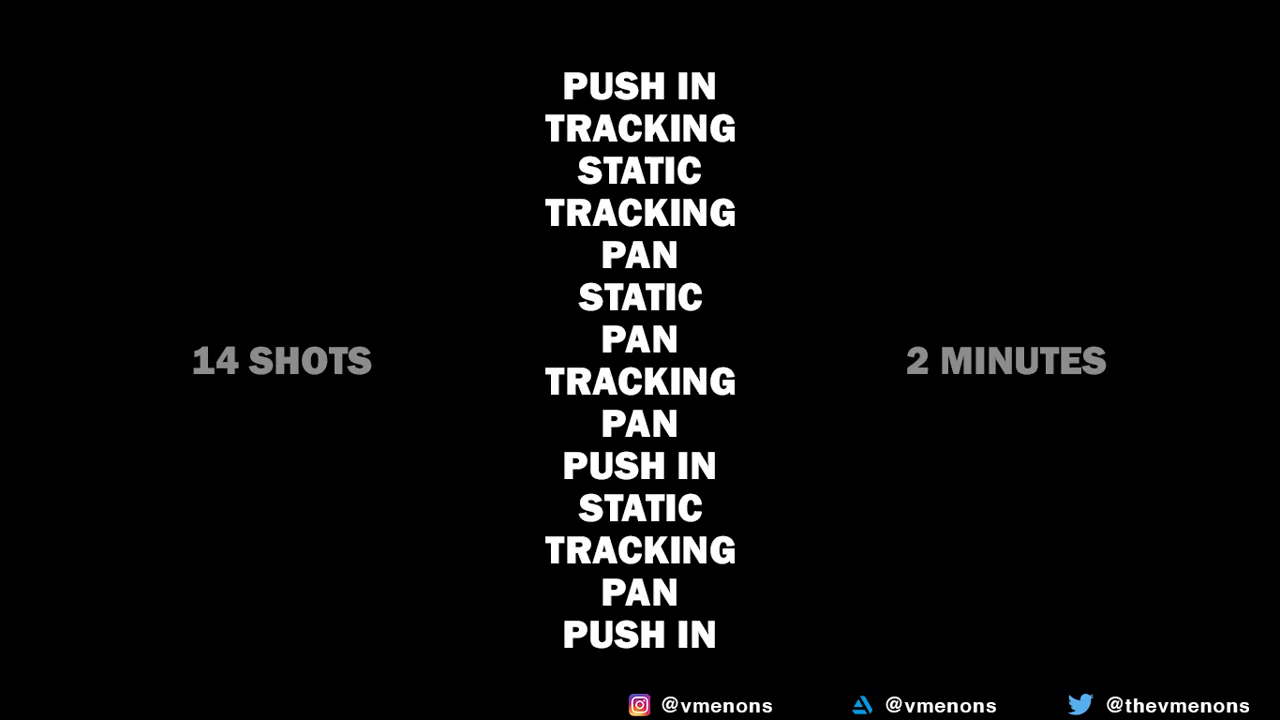 PUSH IN
TRACKING
STATIC
TRACKING
PAN
STATIC
PAN
14 SHOTS
2 MINUTES
TRACKING
PAN
PUSH IN
STATIC
TRACKING
PAN
PUSH IN
@vmenons @vmenons @thevmenons